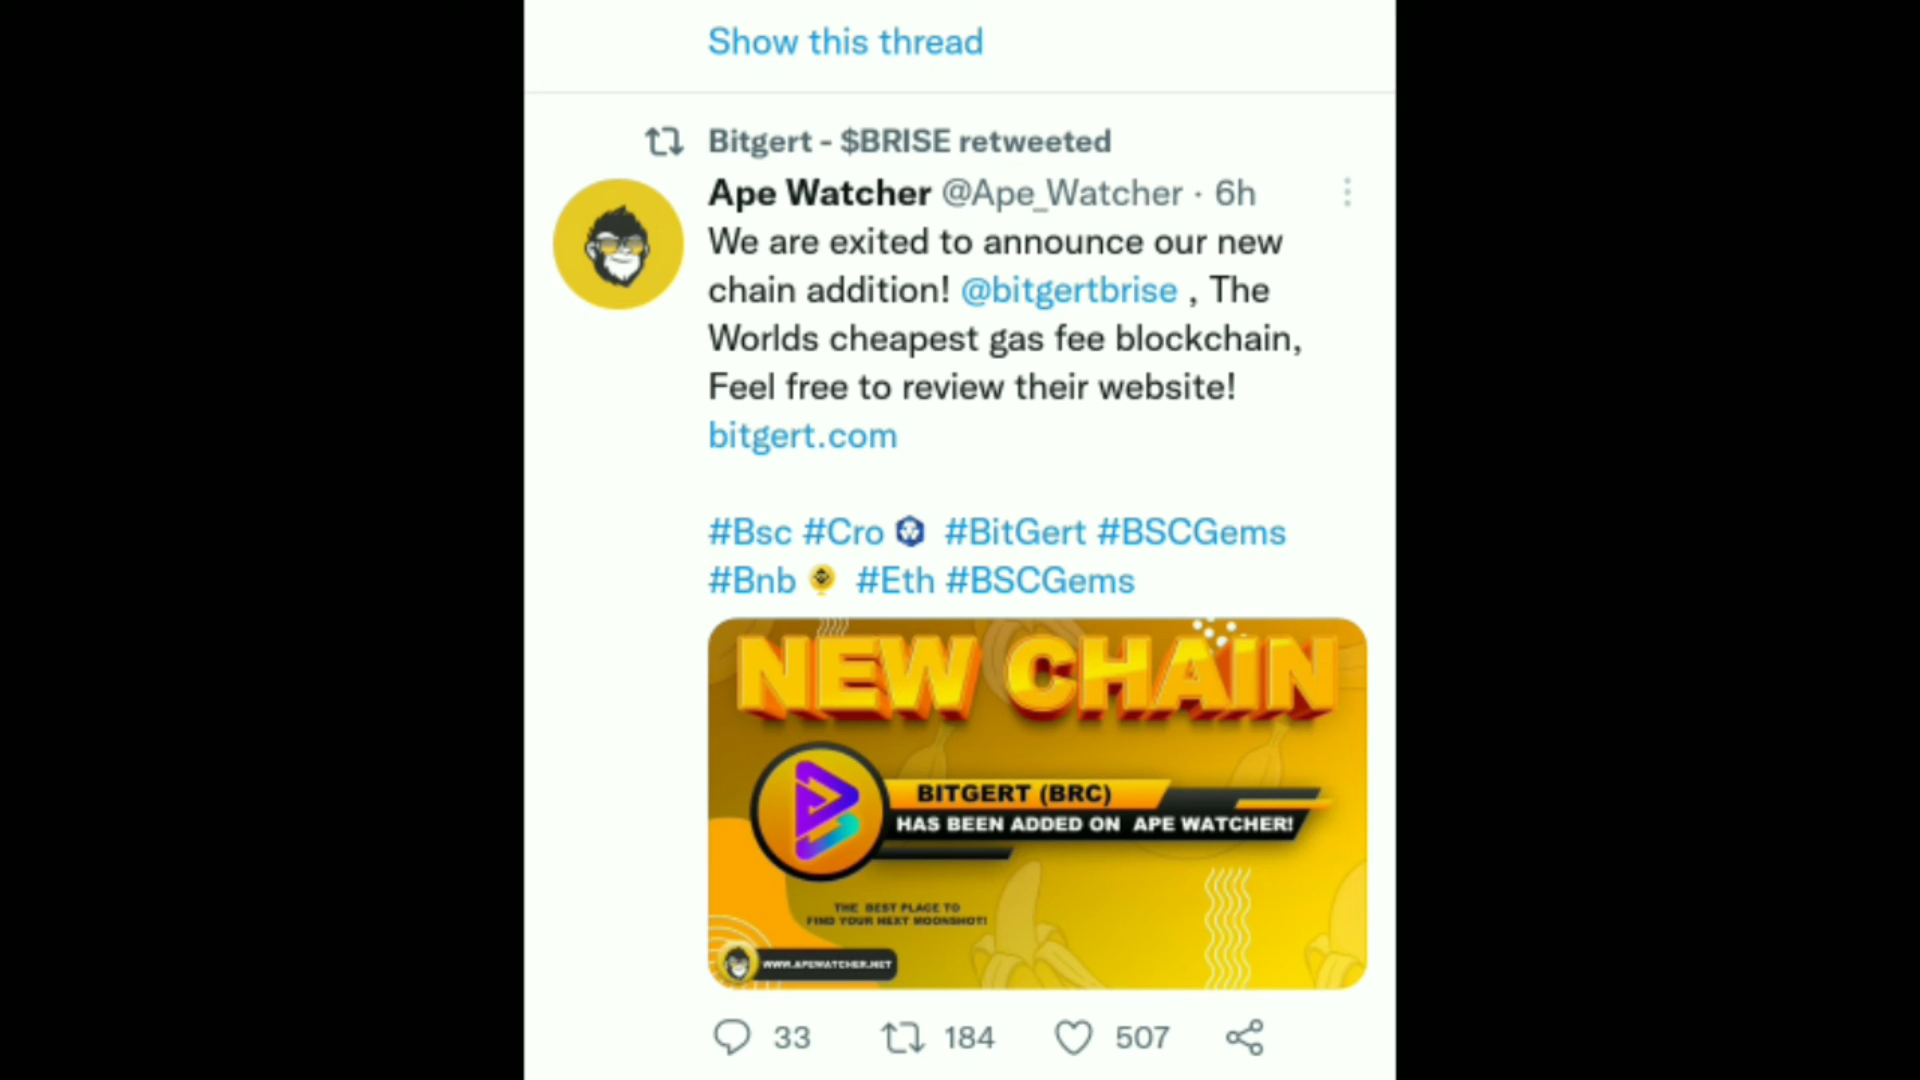 Show this thread
Bitgert - $BRISE retweeted
Ape Watcher @Ape_Watcher · 6h
We are exited to announce our new
chain addition! @bitgertbrise , The
Worlds cheapest gas fee blockchain,
Feel free to review their website!
bitgert.com
#Bsc #Cro #BitGert #BSCGems
#Bnb #Eth #BSCGems
NEW CHAIN
BITGERT (BRC)
HAS BEEN ADDED ON APE WATCHER!
THE BEST PLACE TO
FIND YOUR NEXT MOONSHOT!
WWW.APEWATCHER.NET
33 184 507